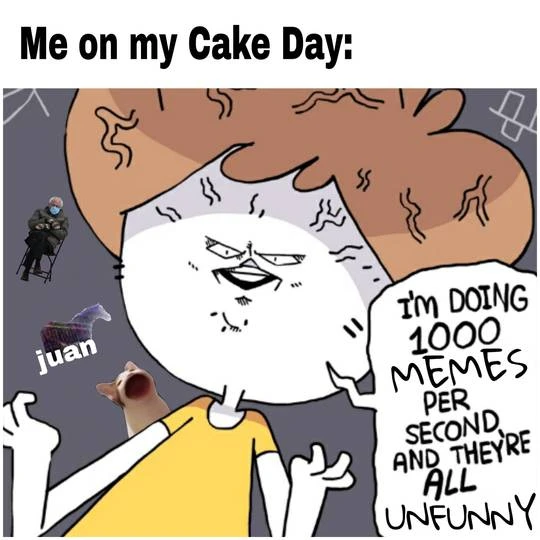 Me on my Cake Day:
juan
I'M DOING
1000
MEMES
PER
SECOND,
AND THEY'RE
ALL
UNFUNNY